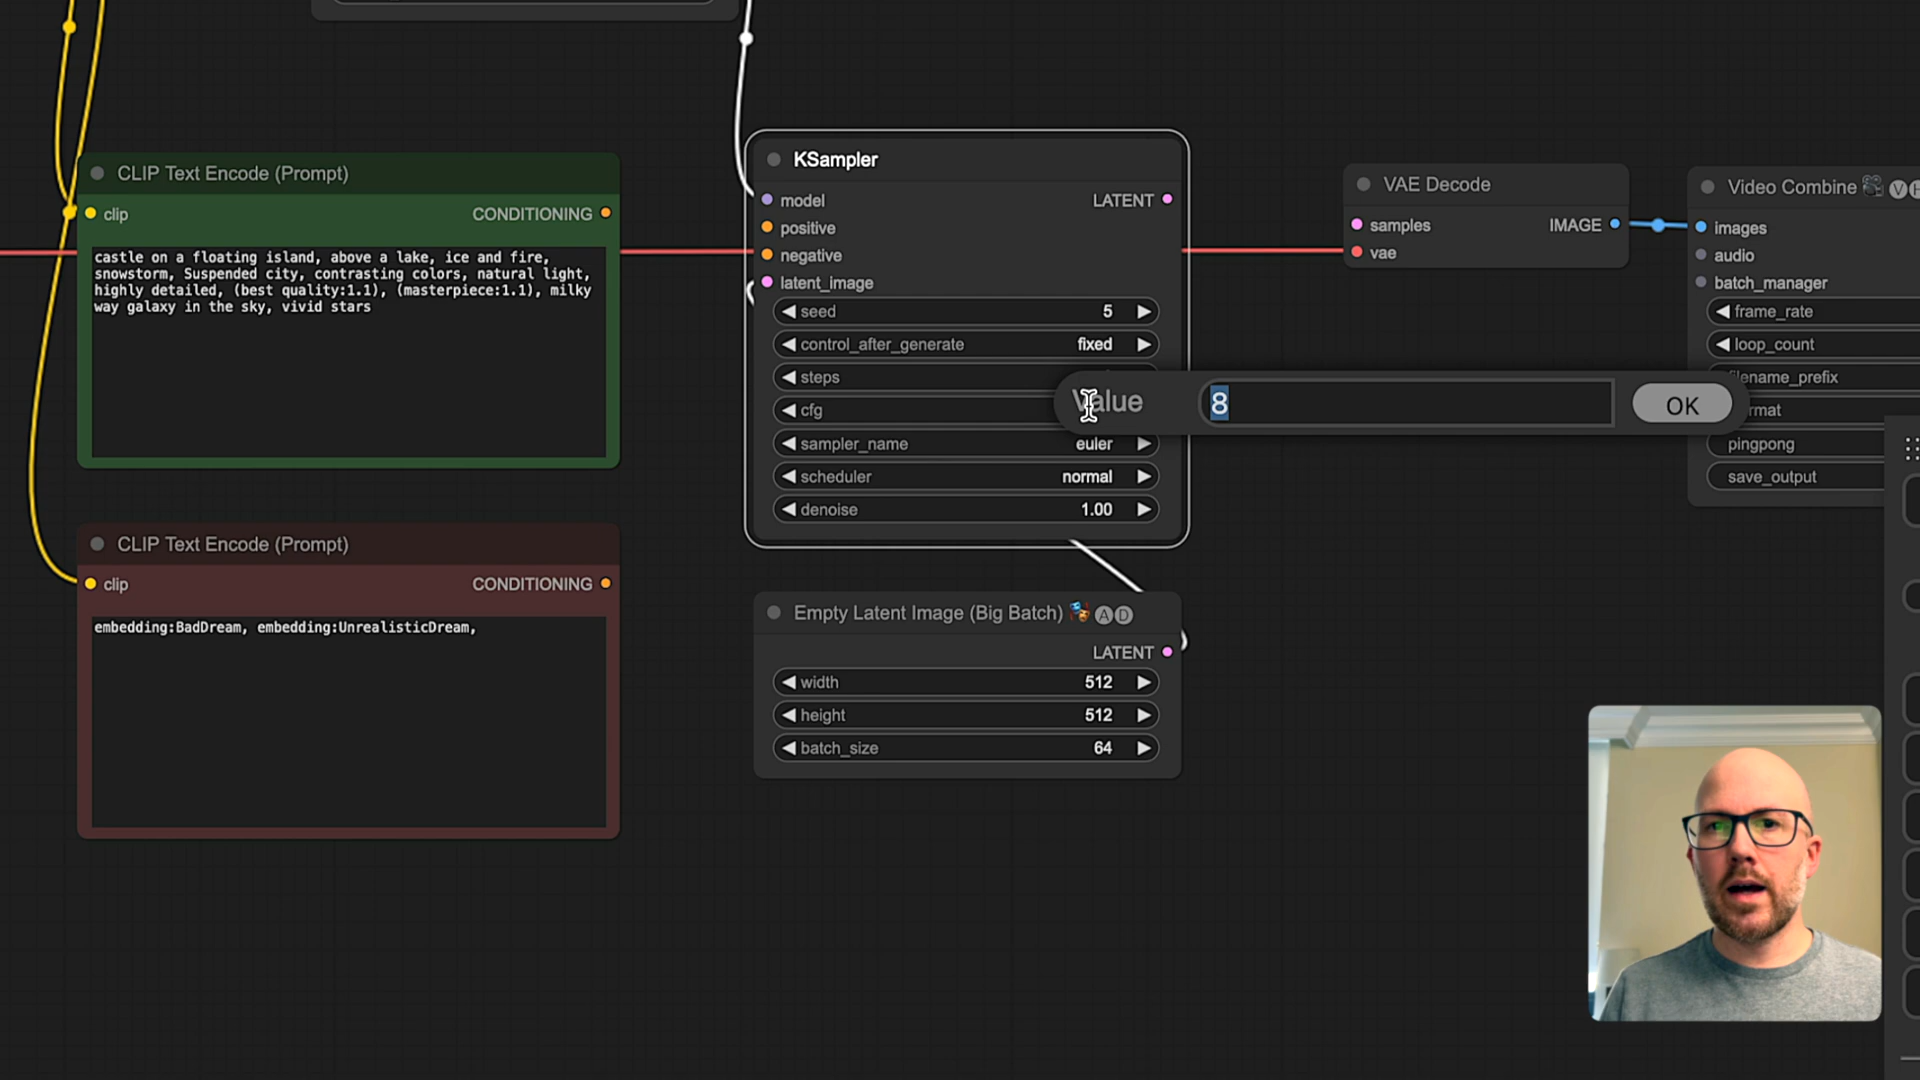 CLIP Text Encode (Prompt)
clip
CONDITIONING
castle on a floating island, above a lake, ice and fire,
snowstorm, Suspended city, contrasting colors, natural light,
highly detailed, (best quality:1.1), (masterpiece:1.1), milky
way galaxy in the sky, vivid stars
CLIP Text Encode (Prompt)
clip
CONDITIONING
embedding:BadDream, embedding:UnrealisticDream,
KSampler
model
LATENT
positive
negative
latent_image
seed 5
control_after_generate fixed
steps
cfg
sampler_name euler
scheduler normal
denoise 1.00
Value 8 OK
Empty Latent Image (Big Batch) AD
LATENT
width 512
height 512
batch_size 64
VAE Decode
samples
IMAGE
vae
Video Combine V
images
audio
batch_manager
frame_rate
loop_count
filename_prefix
pingpong
save_output